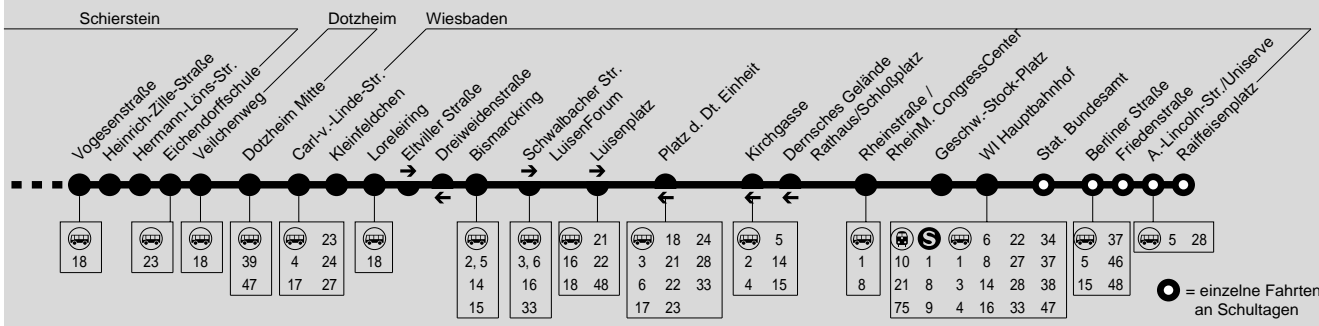 Schierstein
Dotzheim
Wiesbaden
Vogesenstraße
Heinrich-Zille-Straße
Hermann-Löns-Str.
Eichendorffschule
Veilchenweg
Dotzheim Mitte
Carl-v.-Linde-Str.
Kleinfeldchen
Loreleiring
Eltviller Straße
Dreiweidenstraße
Bismarckring
Schwalbacher Str.
LuisenForum
Luisenplatz
Platz d. Dt. Einheit
Kirchgasse
Dernsches Gelände
Rathaus/Schloßplatz
Rheinstraße /
RheinM. CongressCenter
Geschw.-Stock-Platz
WI Hauptbahnhof
Stat. Bundesamt
Berliner Straße
Friedenstraße
A.-Lincoln-Str./Uniserve
Raiffeisenplatz
18
23
18
39
47
23
4 24
17 27
18
2, 5
14
15
3, 6
16
33
21
16 22
18 48
18 24
3 21 28
6 22 33
17 23
5
2 14
4 15
1
8
S 6 22 34
10 1 1 8 27 37
21 8 3 14 28 38
75 9 4 16 33 47
37
5 46
15 48
5 28
= einzelne Fahrten
an Schultagen